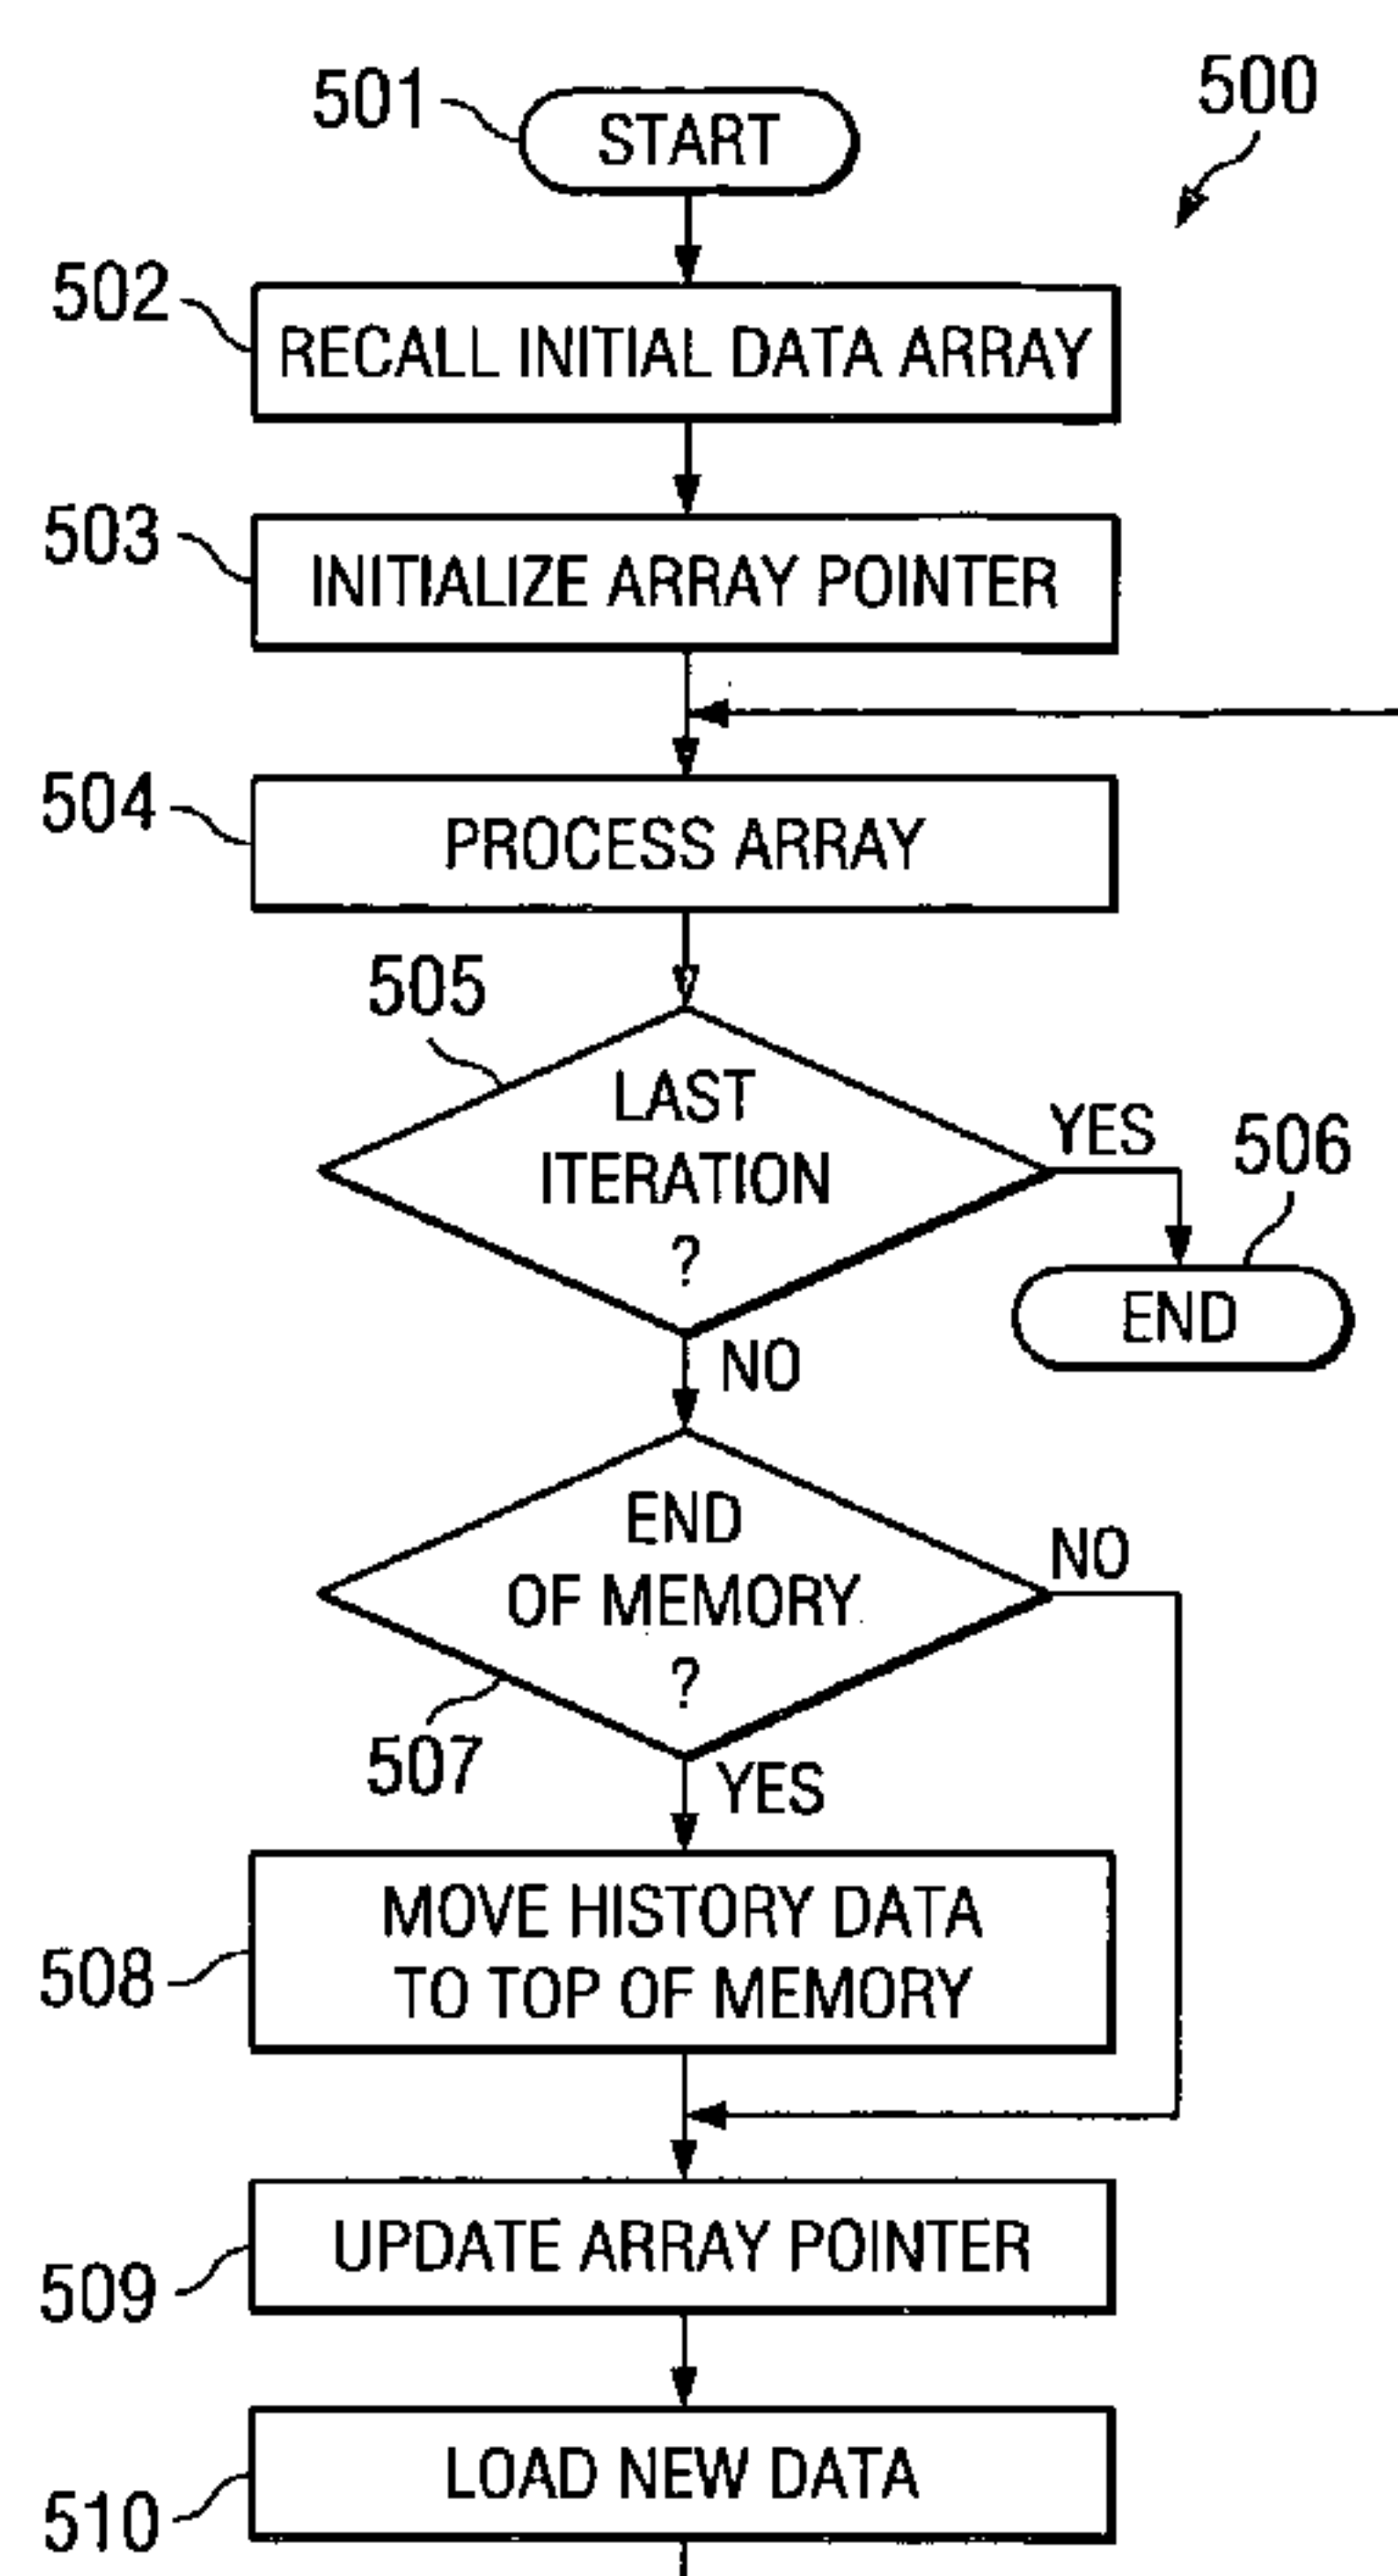 501
START
500
502
RECALL INITIAL DATA ARRAY
503
INITIALIZE ARRAY POINTER
504
PROCESS ARRAY
505
LAST
ITERATION
?
YES
506
END
NO
END
OF MEMORY
?
NO
507
YES
508
MOVE HISTORY DATA
TO TOP OF MEMORY
509
UPDATE ARRAY POINTER
510
LOAD NEW DATA